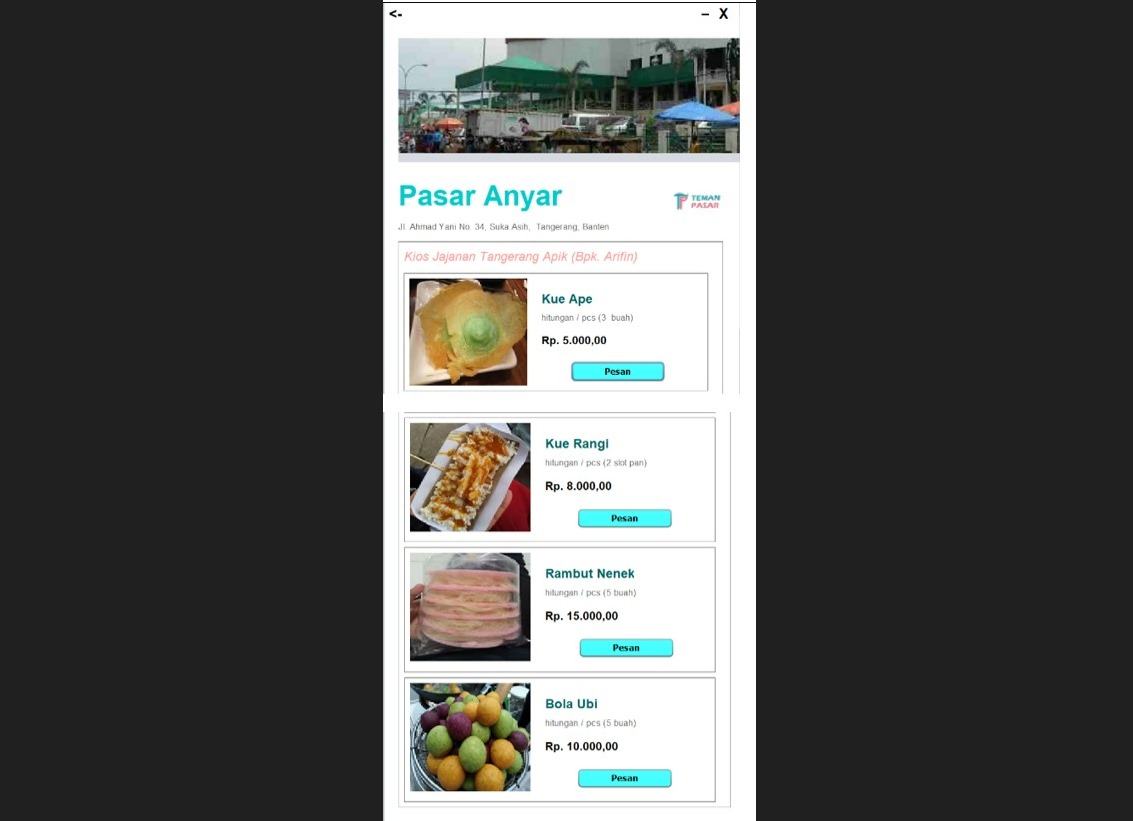 <-
– X
Pasar Anyar
TEMAN
PASAR
Jl. Ahmad Yani No. 34, Suka Asih, Tangerang, Banten
Kios Jajanan Tangerang Apik (Bpk. Arifin)
Kue Ape
hitungan / pcs (3 buah)
Rp. 5.000,00
Pesan
Kue Rangi
hitungan / pcs (2 slot pan)
Rp. 8.000,00
Pesan
Rambut Nenek
hitungan / pcs (5 buah)
Rp. 15.000,00
Pesan
Bola Ubi
hitungan / pcs (5 buah)
Rp. 10.000,00
Pesan